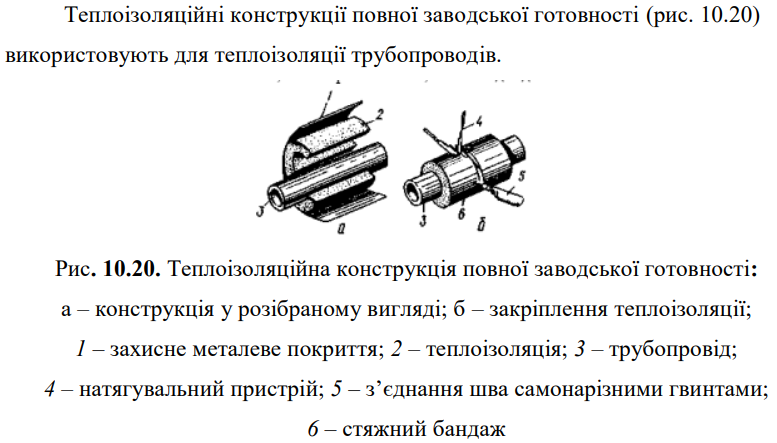 Теплоізоляційні конструкції повної заводської готовності (рис. 10.20)
використовують для теплоізоляції трубопроводів.
1
2
4
3
а
3
6
б
5
Рис. 10.20. Теплоізоляційна конструкція повної заводської готовності:
а – конструкція у розібраному вигляді; б – закріплення теплоізоляції;
1 – захисне металеве покриття; 2 – теплоізоляція; 3 – трубопровід;
4 – натягувальний пристрій; 5 – з’єднання шва самонарізними гвинтами;
6 – стяжний бандаж